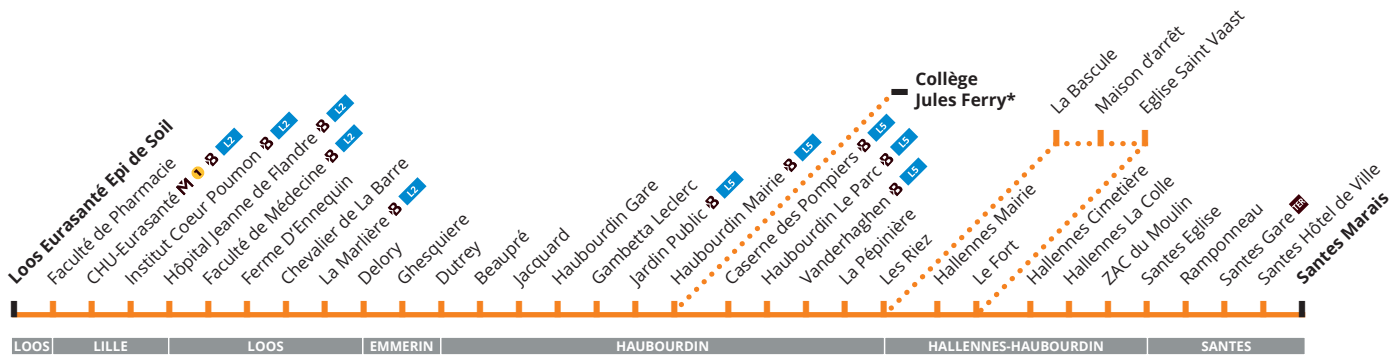 Loos Eurasanté Epi de Soil
Faculté de Pharmacie
CHU-Eurasanté M 1 L2
Institut Coeur Poumon L2
Hôpital Jeanne de Flandre L2
Faculté de Médecine L2
Ferme D'Ennequin
Chevalier de La Barre
La Marlière L2
Delory
Ghesquiere
Dutrey
Beaupré
Jacquard
Haubourdin Gare
Gambetta Leclerc
Jardin Public L5
Haubourdin Mairie L5
Collège
Jules Ferry*
Caserne des Pompiers L5
Haubourdin Le Parc L5
Vanderhaghen L5
La Pépinière
Les Riez
La Bascule
Maison d'arrêt
Eglise Saint Vaast
Hallennes Mairie
Le Fort
Hallennes Cimetière
Hallennes La Colle
ZAC du Moulin
Santes Eglise
Ramponneau
Santes Gare TER
Santes Hôtel de Ville
Santes Marais
LOOS
LILLE
LOOS
EMMERIN
HAUBOURDIN
HALLENNES-HAUBOURDIN
SANTES